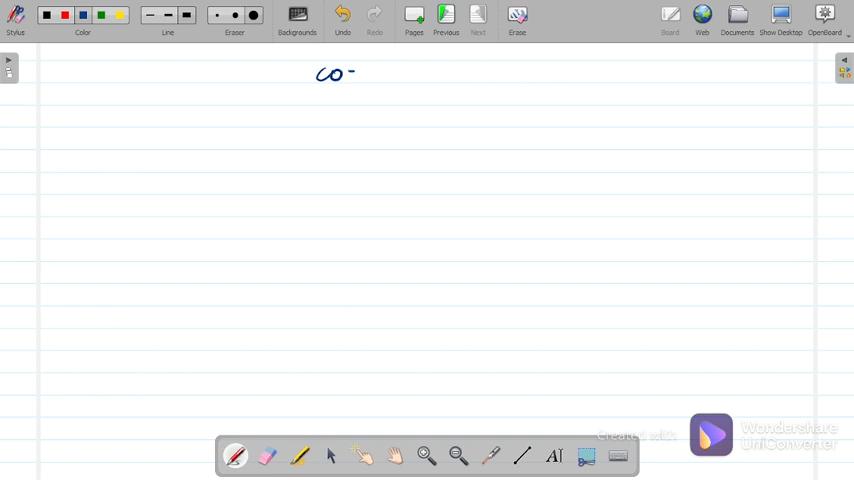 Stylus
Color
Line
Eraser
Backgrounds
Undo
Redo
Pages
Previous
Next
Erase
Board
Web
Documents
Show Desktop
OpenBoard
co-
Created with
Wondershare
UniConverter